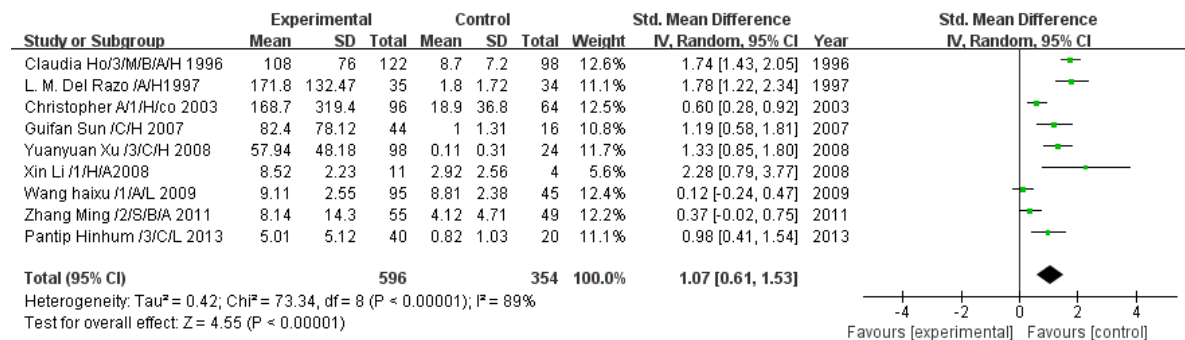 Experimental Control Std. Mean Difference Std. Mean Difference
Study or Subgroup Mean SD Total Mean SD Total Weight IV, Random, 95% CI Year IV, Random, 95% CI
Claudia Ho/3/M/B/A/H 1996 108 76 122 8.7 7.2 98 12.6% 1.74 [1.43, 2.05] 1996
L. M. Del Razo /A/H1997 171.8 132.47 35 1.8 1.72 34 11.1% 1.78 [1.22, 2.34] 1997
Christopher A/1/H/co 2003 168.7 319.4 96 18.9 36.8 64 12.5% 0.60 [0.28, 0.92] 2003
Guifan Sun /C/H 2007 82.4 78.12 44 1 1.31 16 10.8% 1.19 [0.58, 1.81] 2007
Yuanyuan Xu /3/C/H 2008 57.94 48.18 98 0.11 0.31 24 11.7% 1.33 [0.85, 1.80] 2008
Xin Li /1/H/A2008 8.52 2.23 11 2.92 2.56 4 5.6% 2.28 [0.79, 3.77] 2008
Wang haixu /1/A/L 2009 9.11 2.55 95 8.81 2.38 45 12.4% 0.12 [-0.24, 0.47] 2009
Zhang Ming /2/S/B/A 2011 8.14 14.3 55 4.12 4.71 49 12.2% 0.37 [-0.02, 0.75] 2011
Pantip Hinhum /3/C/L 2013 5.01 5.12 40 0.82 1.03 20 11.1% 0.98 [0.41, 1.54] 2013
Total (95% CI) 596 354 100.0% 1.07 [0.61, 1.53]
Heterogeneity: Tau² = 0.42; Chi² = 73.34, df = 8 (P < 0.00001); I² = 89%
Test for overall effect: Z = 4.55 (P < 0.00001)
-4 -2 0 2 4
Favours [experimental] Favours [control]